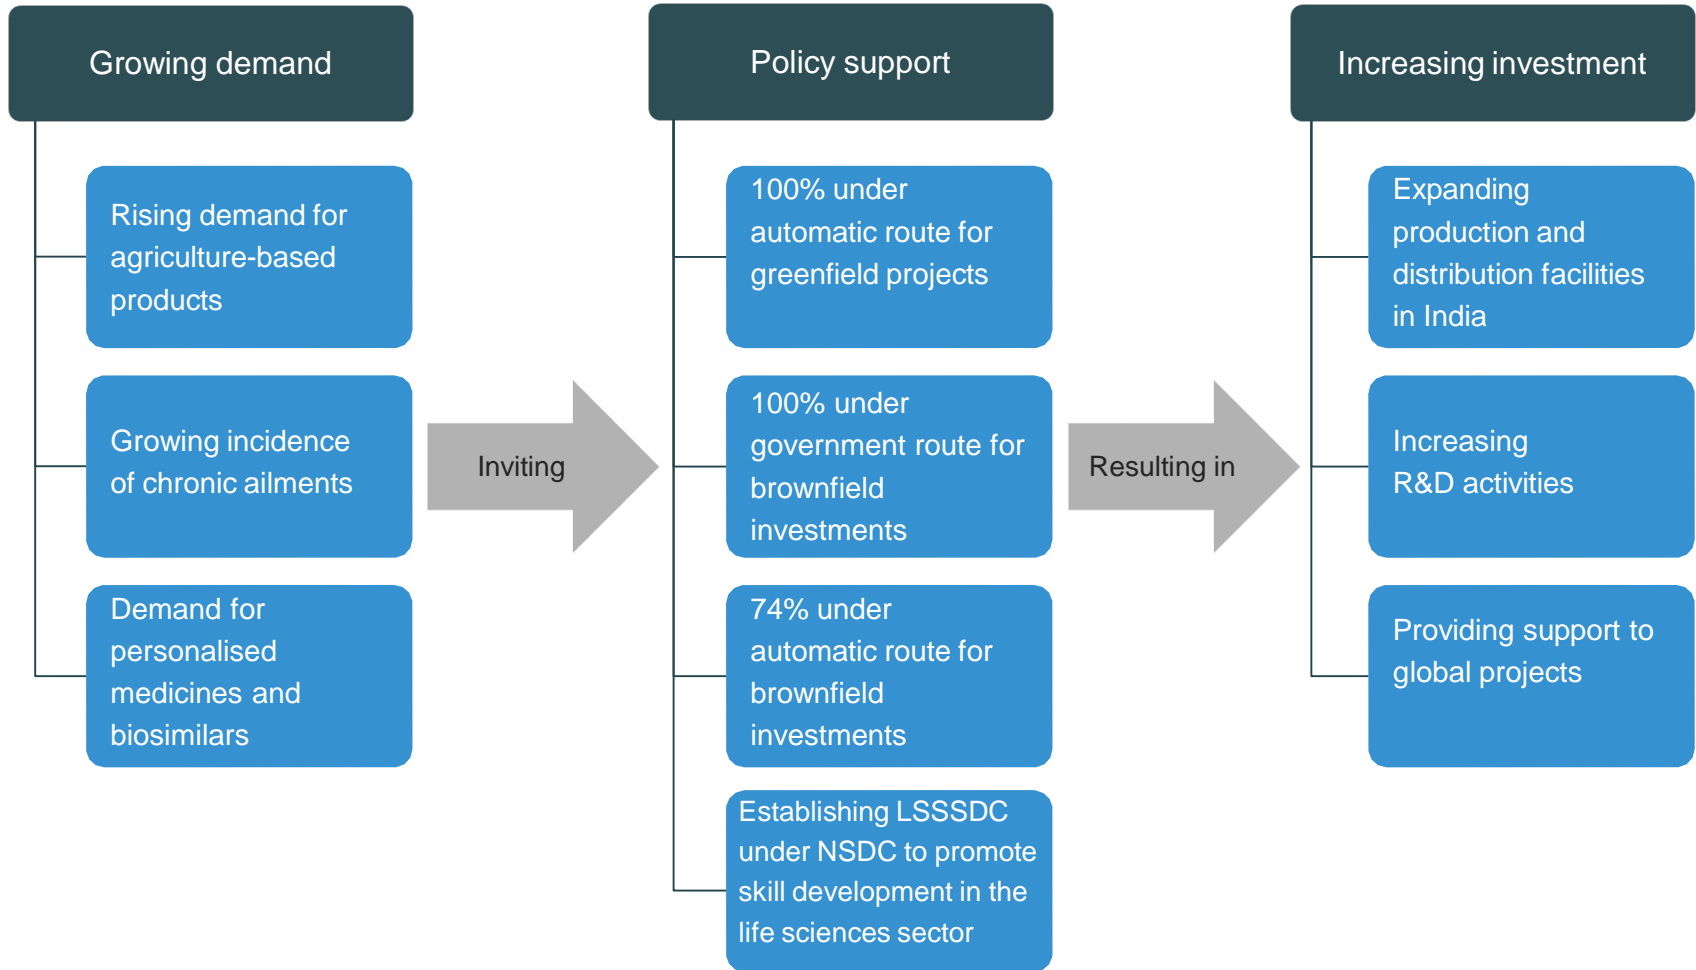 Growing demand
Rising demand for
agriculture-based
products
Growing incidence
of chronic ailments
Demand for
personalised
medicines and
biosimilars
Inviting
Policy support
100% under
automatic route for
greenfield projects
100% under
government route for
brownfield
investments
74% under
automatic route for
brownfield
investments
Establishing LSSSDC
under NSDC to promote
skill development in the
life sciences sector
Resulting in
Increasing investment
Expanding
production and
distribution facilities
in India
Increasing
R&D activities
Providing support to
global projects